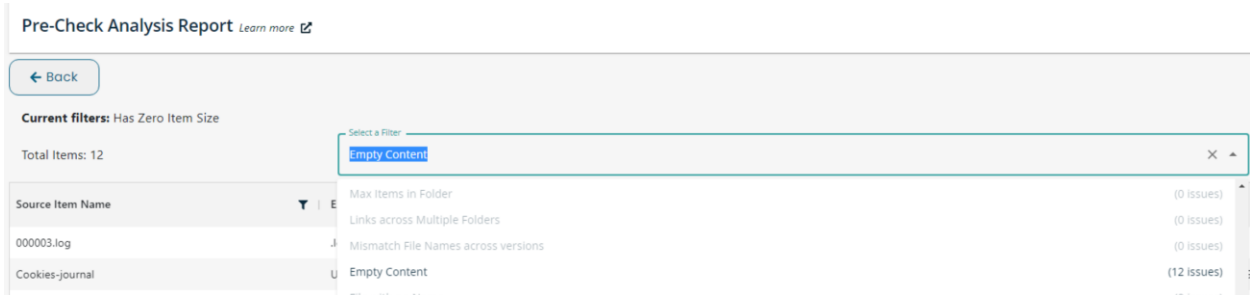 Pre-Check Analysis Report Learn more
Back
Current filters: Has Zero Item Size
Select a Filter
Total Items: 12
Empty Content
Max Items in Folder (0 issues)
Source Item Name
E
Links across Multiple Folders (0 issues)
000003.log
Mismatch File Names across versions (0 issues)
Cookies-journal
U
Empty Content (12 issues)